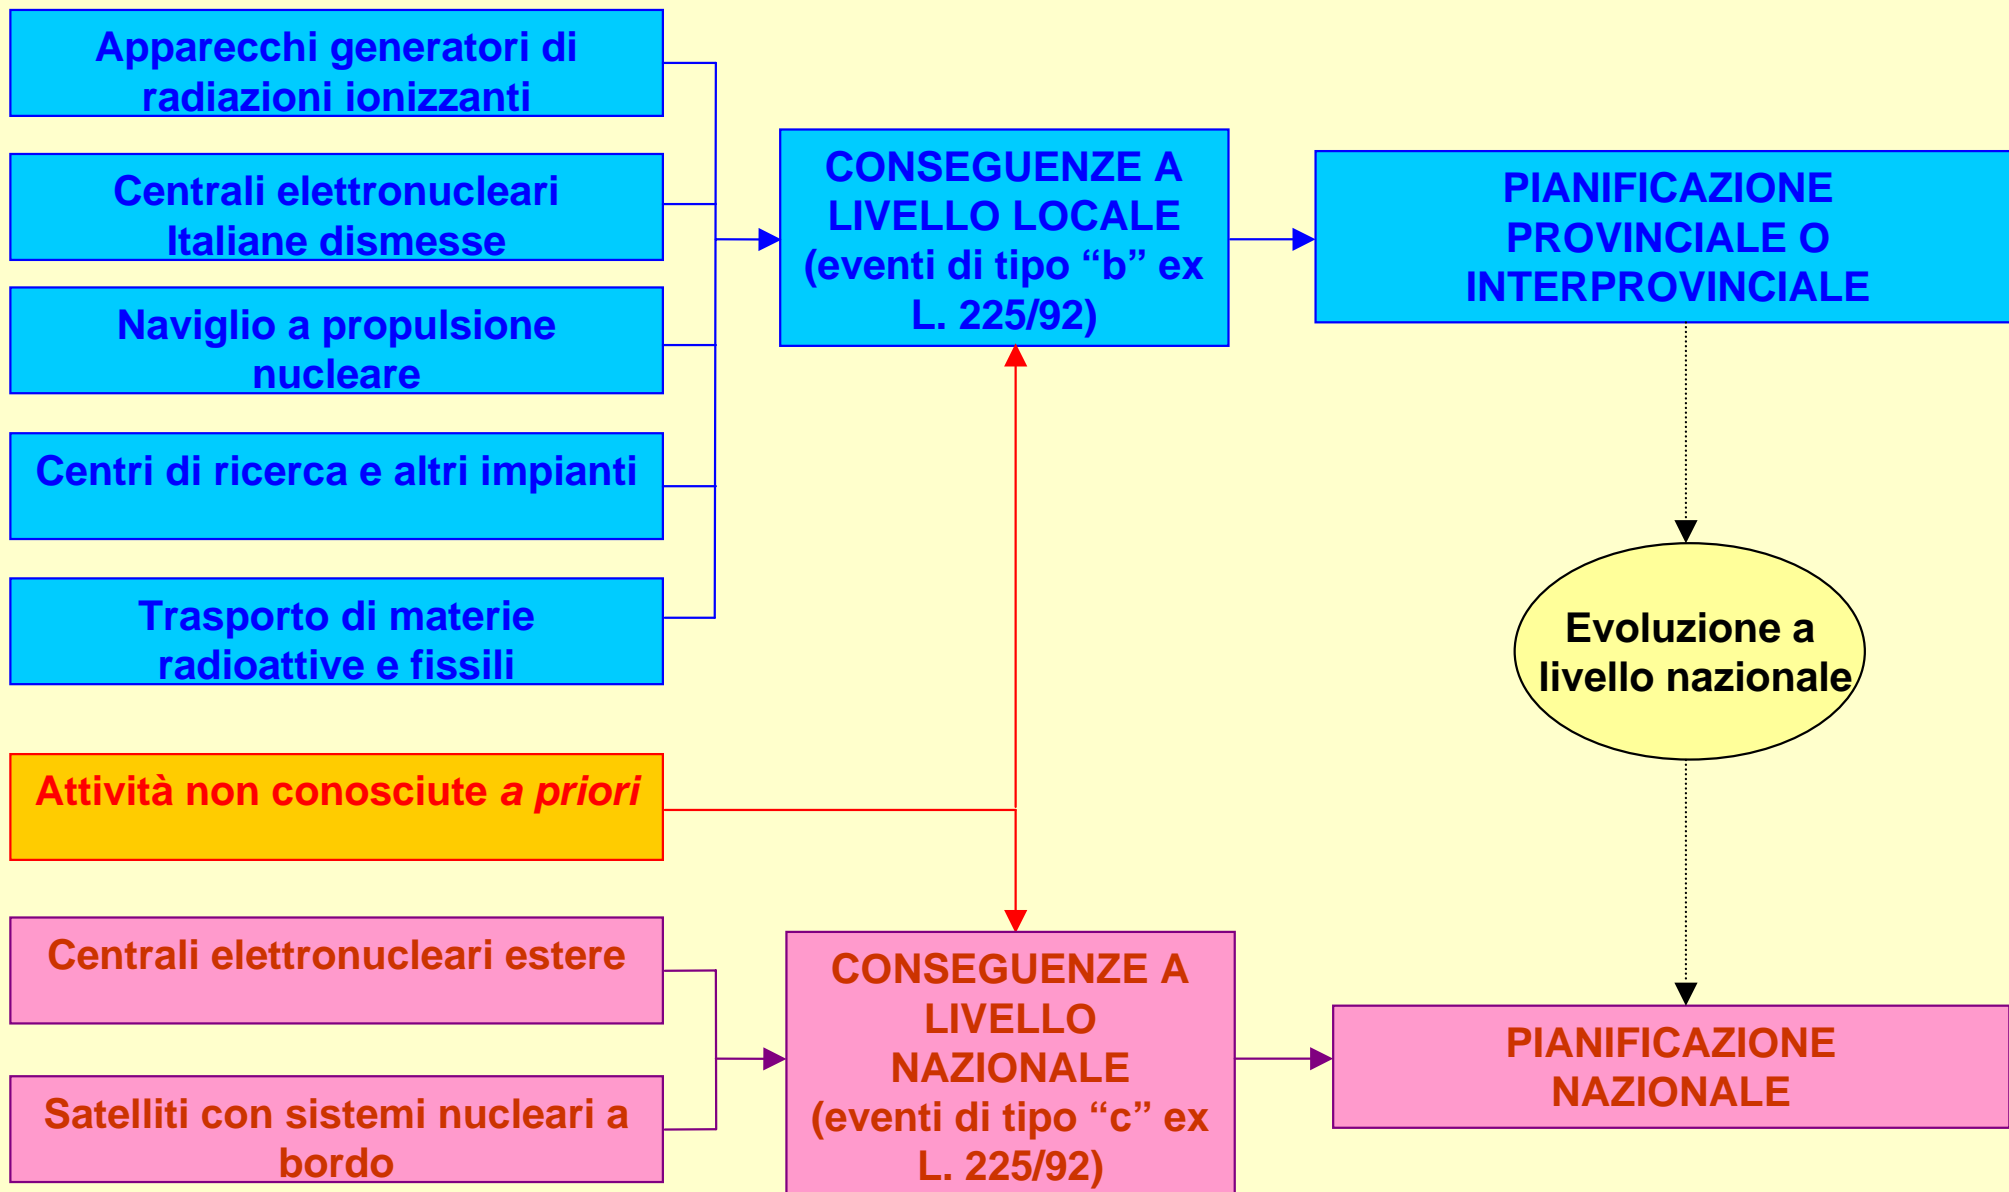 Apparecchi generatori di
radiazioni ionizzanti
Centrali elettronucleari
Italiane dismesse
Naviglio a propulsione
nucleare
Centri di ricerca e altri impianti
Trasporto di materie
radioattive e fissili
Attività non conosciute a priori
Centrali elettronucleari estere
Satelliti con sistemi nucleari a
bordo
CONSEGUENZE A
LIVELLO LOCALE
(eventi di tipo “b” ex
L. 225/92)
CONSEGUENZE A
LIVELLO
NAZIONALE
(eventi di tipo “c” ex
L. 225/92)
PIANIFICAZIONE
PROVINCIALE O
INTERPROVINCIALE
Evoluzione a
livello nazionale
PIANIFICAZIONE
NAZIONALE